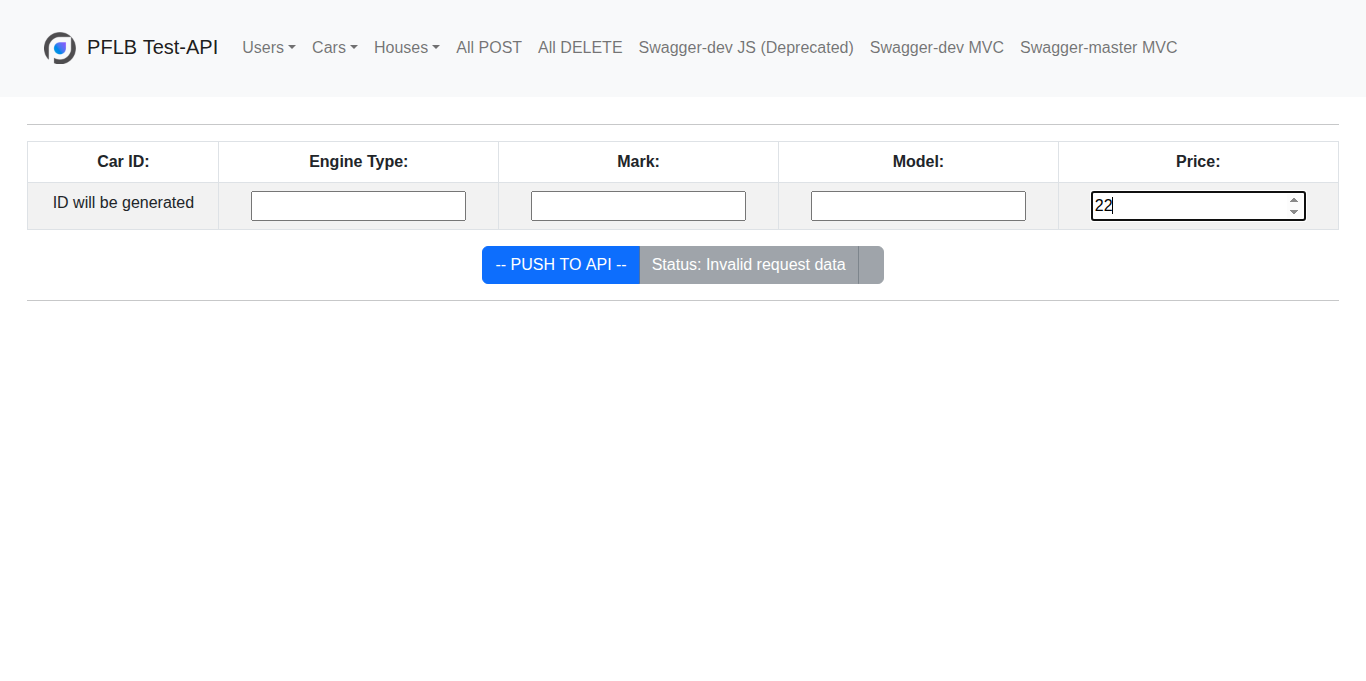 PFLB Test-API Users Cars Houses All POST All DELETE Swagger-dev JS (Deprecated) Swagger-dev MVC Swagger-master MVC
Car ID: Engine Type: Mark: Model: Price:
ID will be generated 22
-- PUSH TO API -- Status: Invalid request data